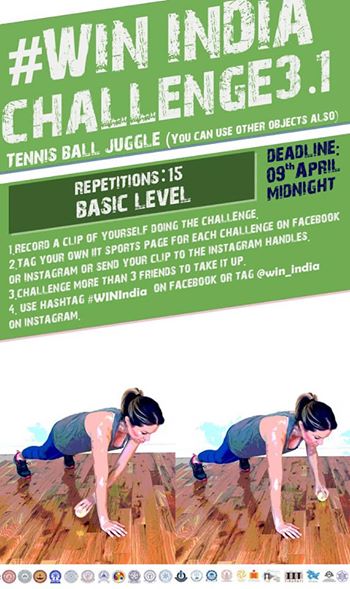 #WIN INDIA
CHALLENGE3.1
TENNIS BALL JUGGLE (YOU CAN USE OTHER OBJECTS ALSO)
REPETITIONS:15
BASIC LEVEL
DEADLINE:
09th APRIL
MIDNIGHT
1.RECORD A CLIP OF YOURSELF DOING THE CHALLENGE.
2.TAG YOUR OWN IIT SPORTS PAGE FOR EACH CHALLENGE ON FACEBOOK
OR INSTAGRAM OR SEND YOUR CLIP TO THE INSTAGRAM HANDLES.
3.CHALLENGE MORE THAN 3 FRIENDS TO TAKE IT UP.
4. USE HASHTAG #WINIndia ON FACEBOOK OR TAG @win_india
ON INSTAGRAM.